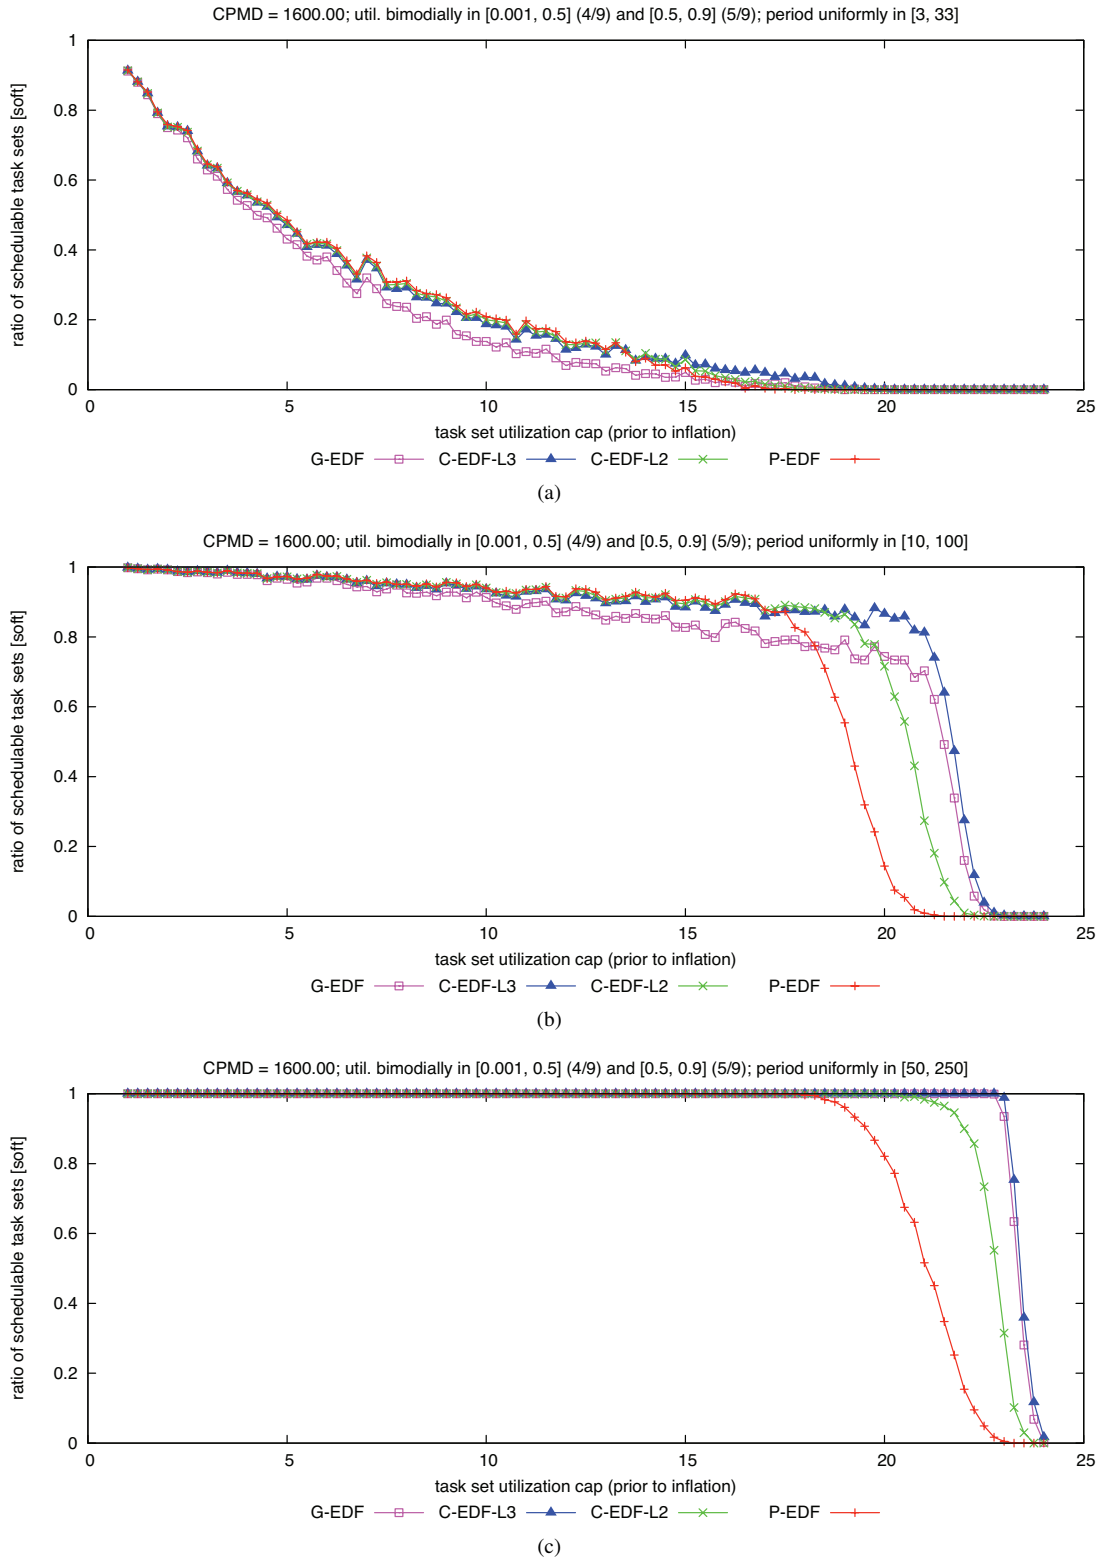 CPMD = 1600.00; util. bimodially in [0.001, 0.5] (4/9) and [0.5, 0.9] (5/9); period uniformly in [3, 33]
1
0.8
0.6
0.4
0.2
0
ratio of schedulable task sets [soft]
0 5 10 15 20 25
task set utilization cap (prior to inflation)
G-EDF C-EDF-L3 C-EDF-L2 P-EDF
(a)
CPMD = 1600.00; util. bimodially in [0.001, 0.5] (4/9) and [0.5, 0.9] (5/9); period uniformly in [10, 100]
1
0.8
0.6
0.4
0.2
0
ratio of schedulable task sets [soft]
0 5 10 15 20 25
task set utilization cap (prior to inflation)
G-EDF C-EDF-L3 C-EDF-L2 P-EDF
(b)
CPMD = 1600.00; util. bimodially in [0.001, 0.5] (4/9) and [0.5, 0.9] (5/9); period uniformly in [50, 250]
1
0.8
0.6
0.4
0.2
0
ratio of schedulable task sets [soft]
0 5 10 15 20 25
task set utilization cap (prior to inflation)
G-EDF C-EDF-L3 C-EDF-L2 P-EDF
(c)